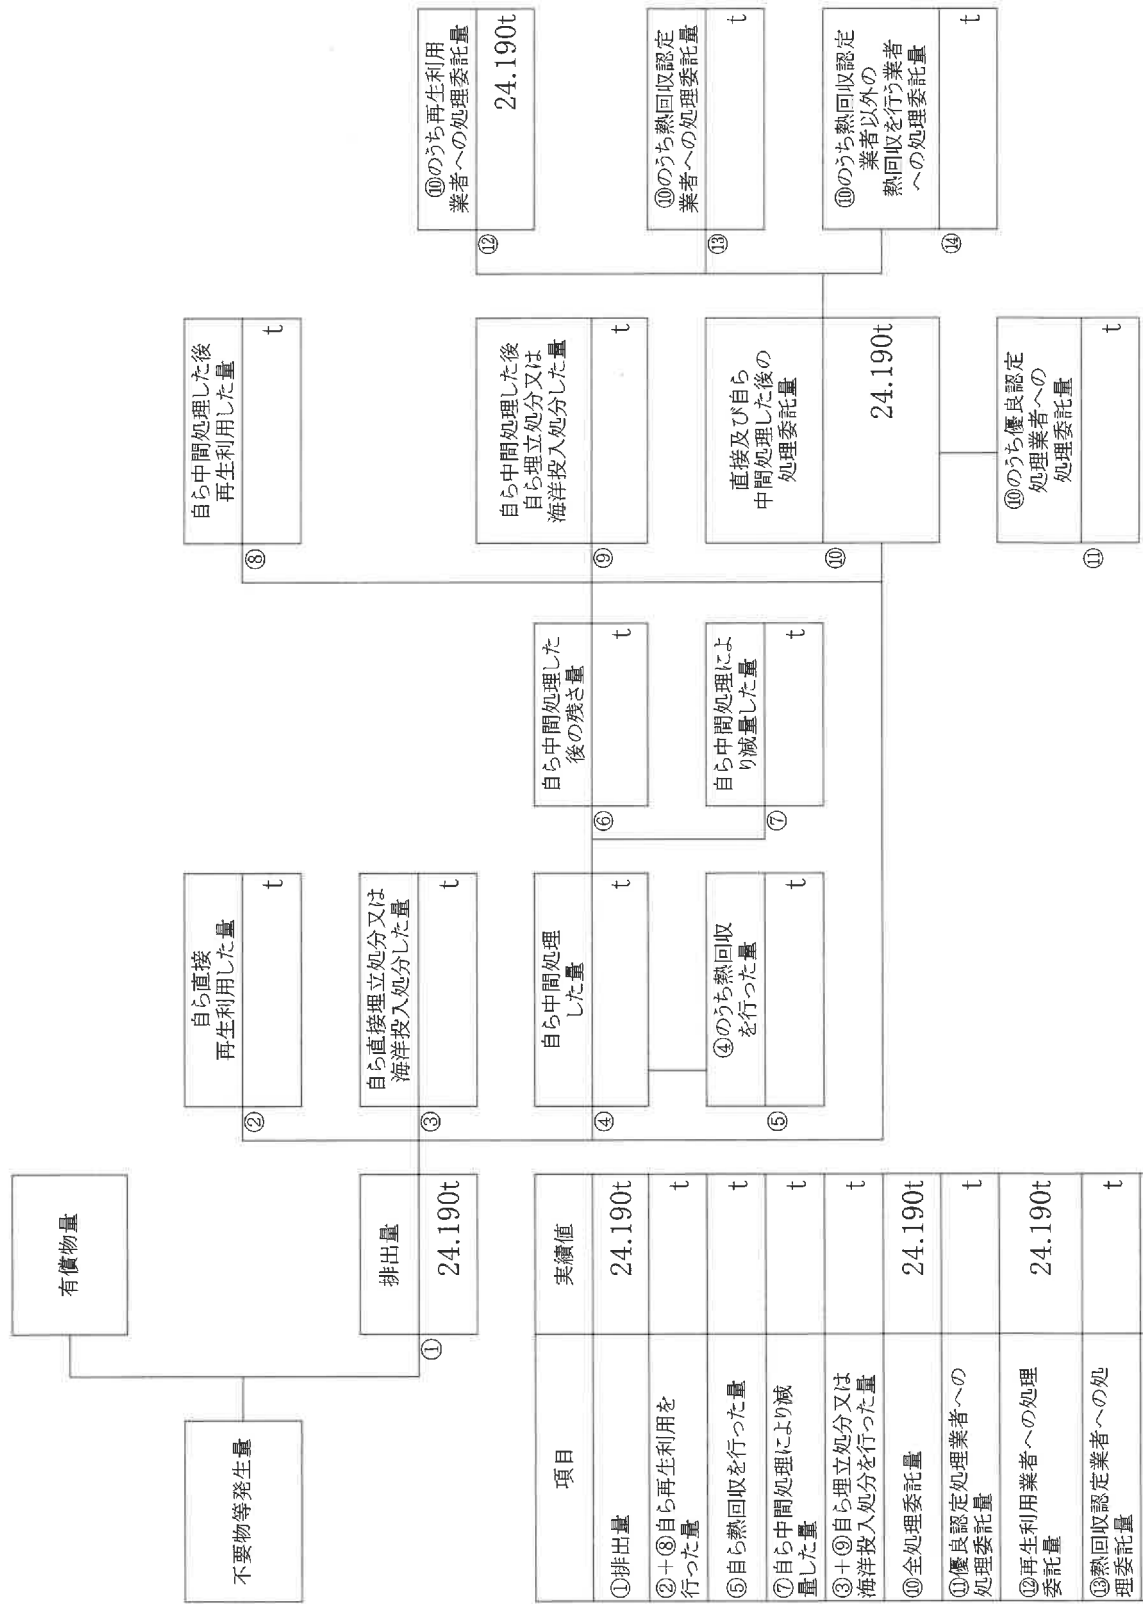 不要物等発生量
有償物量
排出量
①
24.190t
自ら直接
再生利用した量
②
t
自ら直接埋立処分又は
海洋投入処分した量
③
t
自ら中間処理
した量
④
t
④のうち熱回収
を行った量
⑤
t
自ら中間処理した
後の残さ量
⑥
t
自ら中間処理によ
り減量した量
⑦
t
自ら中間処理した後
再生利用した量
⑧
t
自ら中間処理した後
自ら埋立処分又は
海洋投入処分した量
⑨
t
直接及び自ら
中間処理した後の
処理委託量
⑩
24.190t
⑩のうち優良認定
処理業者への
処理委託量
⑪
t
⑩のうち再生利用
業者への処理委託量
⑫
24.190t
⑩のうち熱回収認定
業者への処理委託量
⑬
t
⑩のうち熱回収認定
業者以外の
熱回収を行う業者
への処理委託量
⑭
t
項目 実績値
①排出量 24.190t
②+⑧自ら再生利用を
行った量 t
⑤自ら熱回収を行った量 t
⑦自ら中間処理により減
量した量 t
③+⑨自ら埋立処分又は
海洋投入処分を行った量 t
⑩全処理委託量 24.190t
⑪優良認定処理業者への
処理委託量 t
⑫再生利用業者への処理
委託量 24.190t
⑬熱回収認定業者への処
理委託量 t